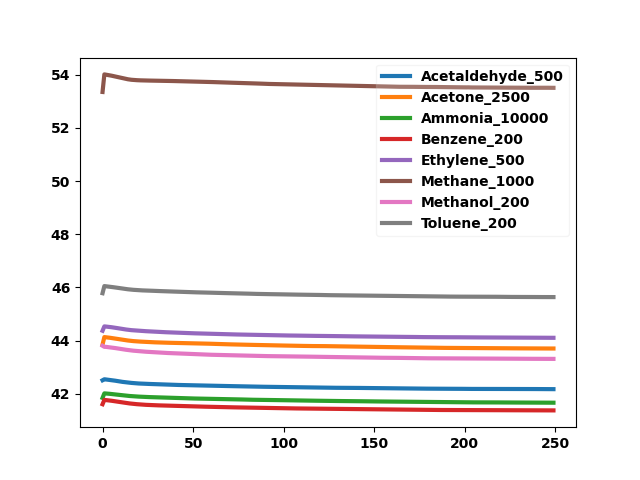 54
52
50
48
46
44
42
0 50 100 150 200 250
Acetaldehyde_500
Acetone_2500
Ammonia_10000
Benzene_200
Ethylene_500
Methane_1000
Methanol_200
Toluene_200